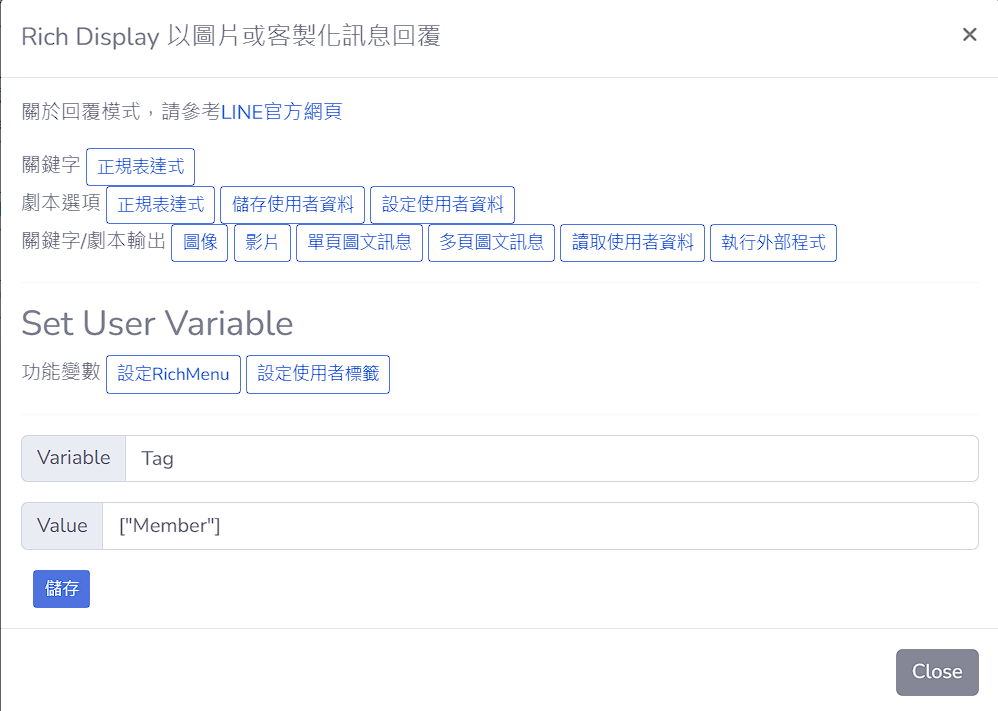 Rich Display 以圖片或客製化訊息回覆 ×
關於回覆模式，請參考LINE官方網頁
關鍵字 正規表達式
劇本選項 正規表達式 儲存使用者資料 設定使用者資料
關鍵字/劇本輸出 圖像 影片 單頁圖文訊息 多頁圖文訊息 讀取使用者資料 執行外部程式
Set User Variable
功能變數 設定RichMenu 設定使用者標籤
Variable Tag
Value ["Member"]
儲存
Close